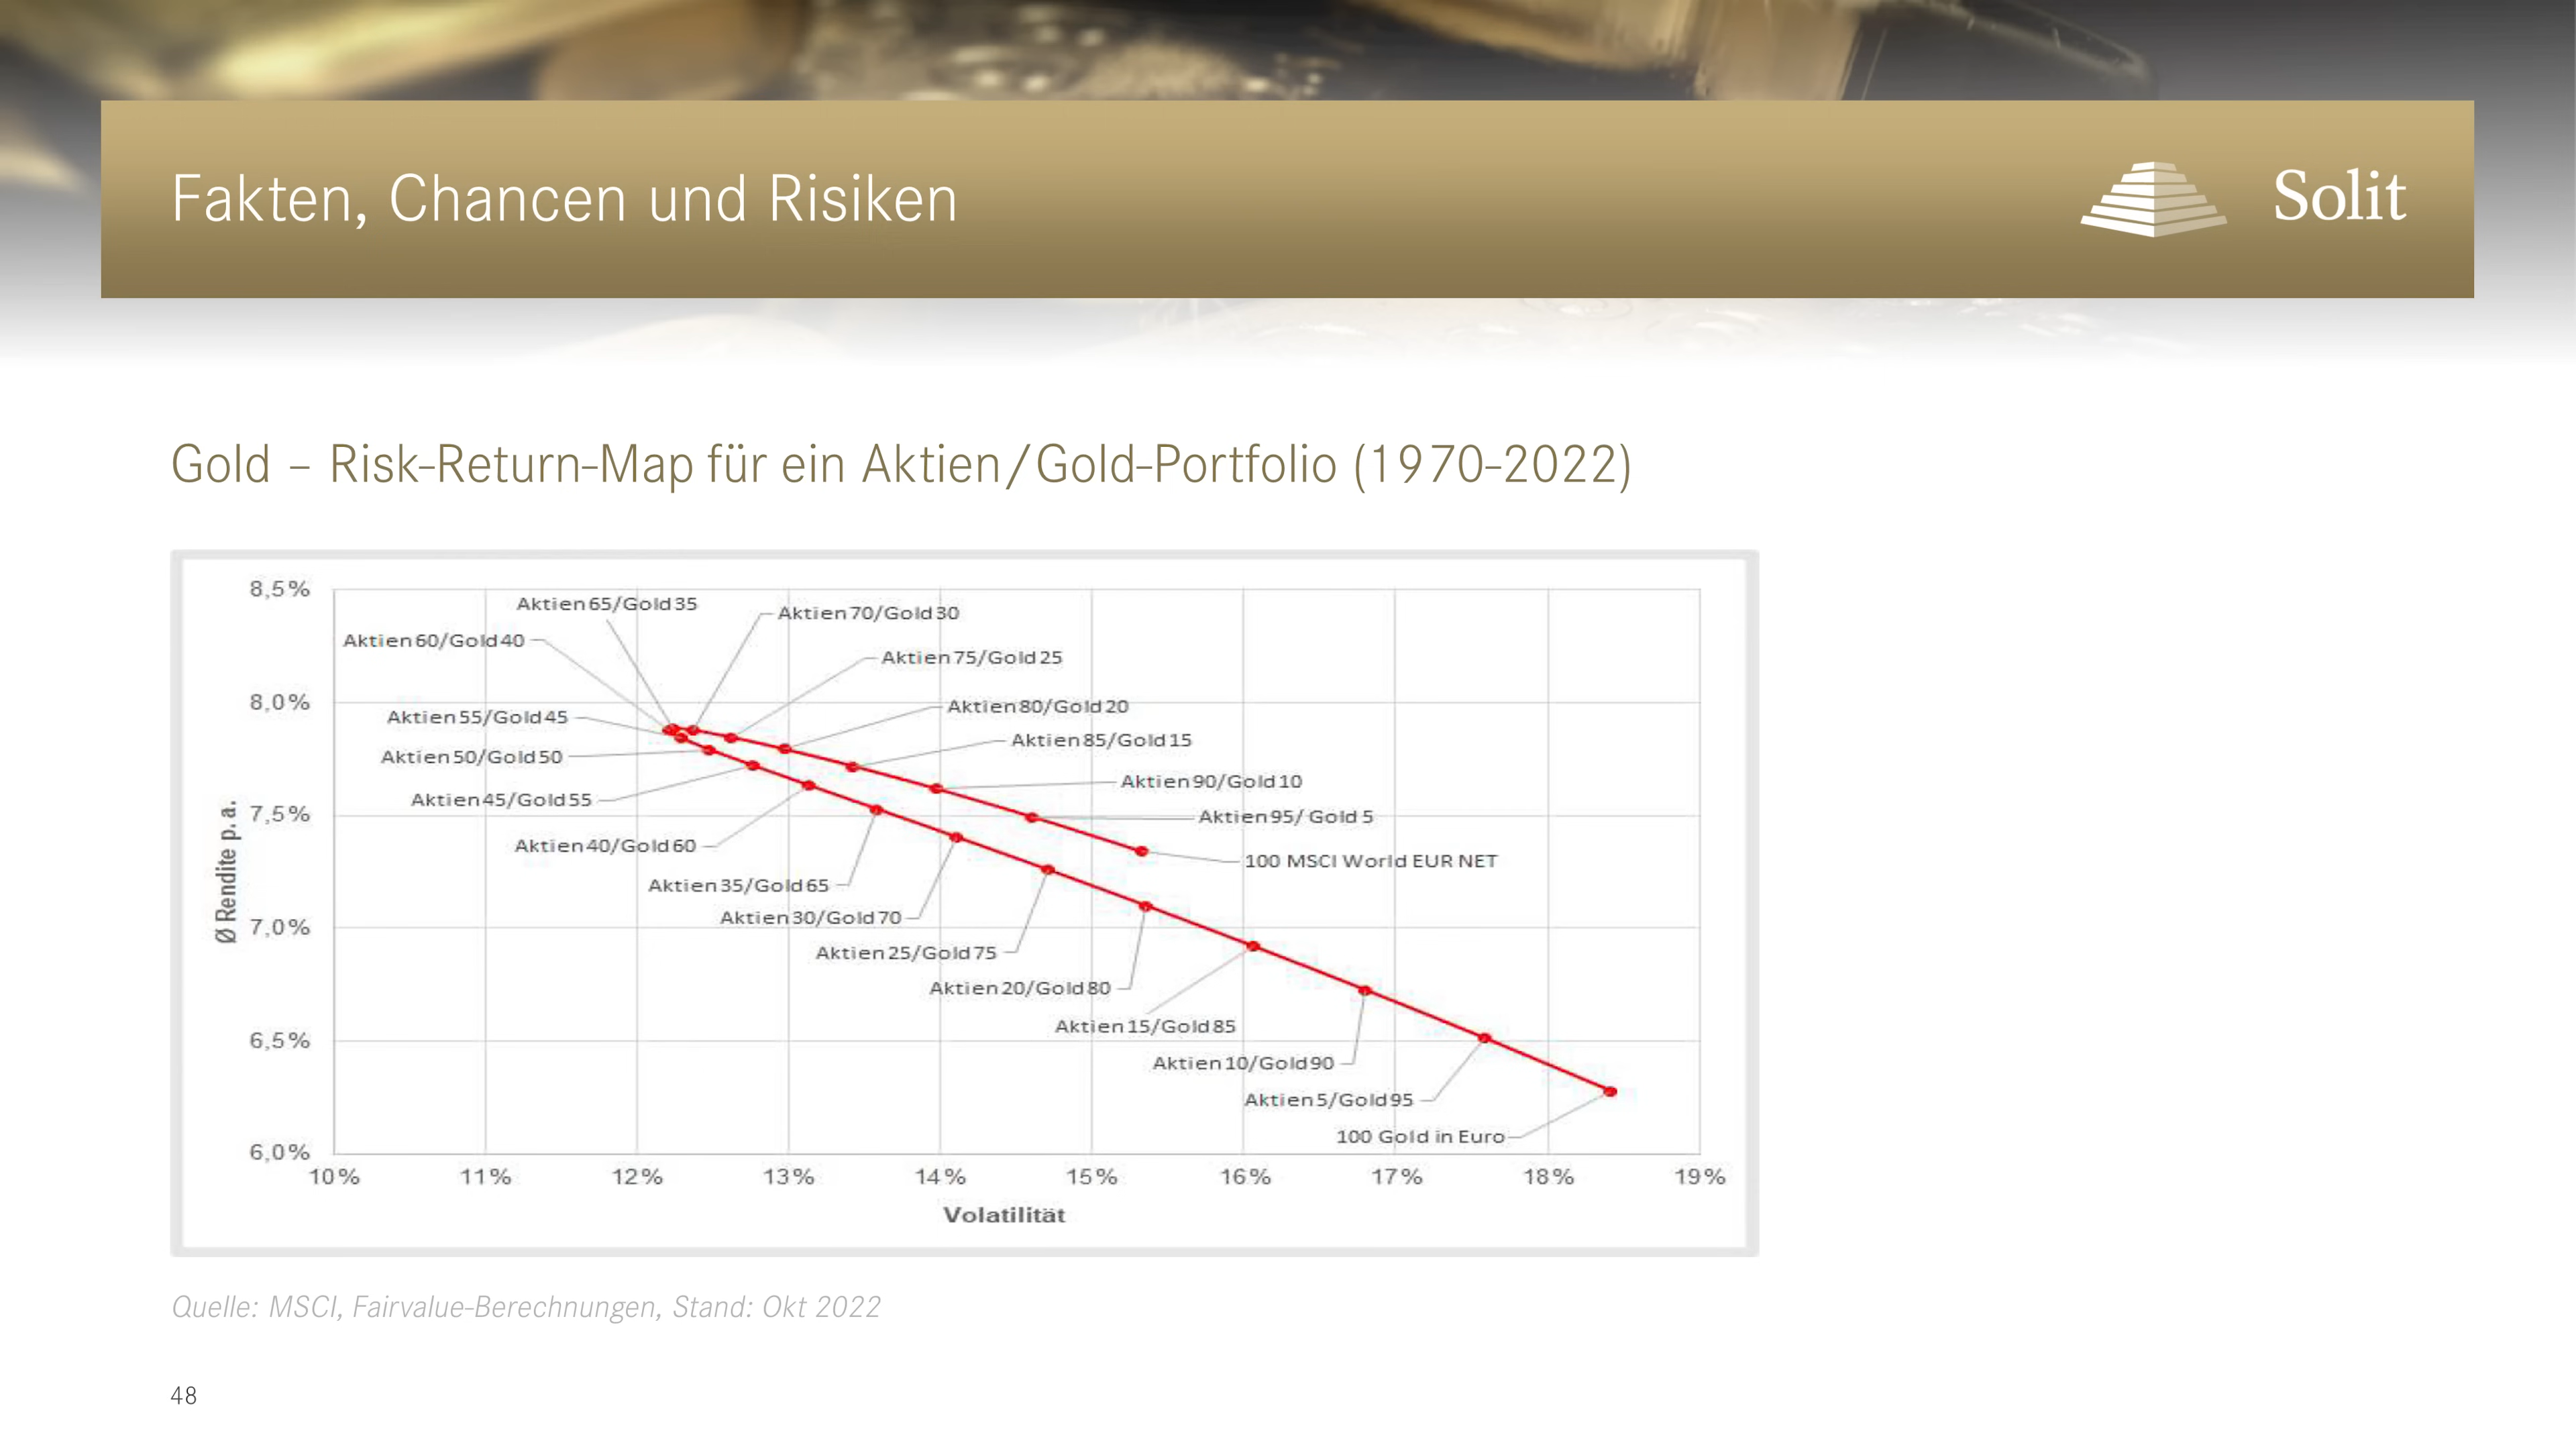 Fakten, Chancen und Risiken
Solit
Gold – Risk-Return-Map für ein Aktien/Gold-Portfolio (1970-2022)
8,5%
8,0%
7,5%
7,0%
6,5%
6,0%
Ø Rendite p. a.
Aktien 65/Gold 35
Aktien 70/Gold 30
Aktien 60/Gold 40
Aktien 75/Gold 25
Aktien 80/Gold 20
Aktien 55/Gold 45
Aktien 85/Gold 15
Aktien 50/Gold 50
Aktien 90/Gold 10
Aktien 45/Gold 55
Aktien 95/ Gold 5
Aktien 40/Gold 60
100 MSCI World EUR NET
Aktien 35/Gold 65
Aktien 30/Gold 70
Aktien 25/Gold 75
Aktien 20/Gold 80
Aktien 15/Gold 85
Aktien 10/Gold 90
Aktien 5/Gold 95
100 Gold in Euro
10% 11% 12% 13% 14% 15% 16% 17% 18% 19%
Volatilität
Quelle: MSCI, Fairvalue-Berechnungen, Stand: Okt 2022
48